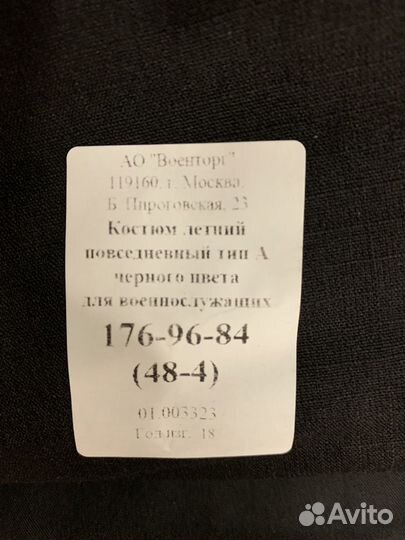 АО "Военторг"
119160, г. Москва,
Б. Пироговская, 23
Костюм летний
повседневный тип А
черного цвета
для военнослужащих
176-96-84
(48-4)
01.003323
Год изг. 18
Avito